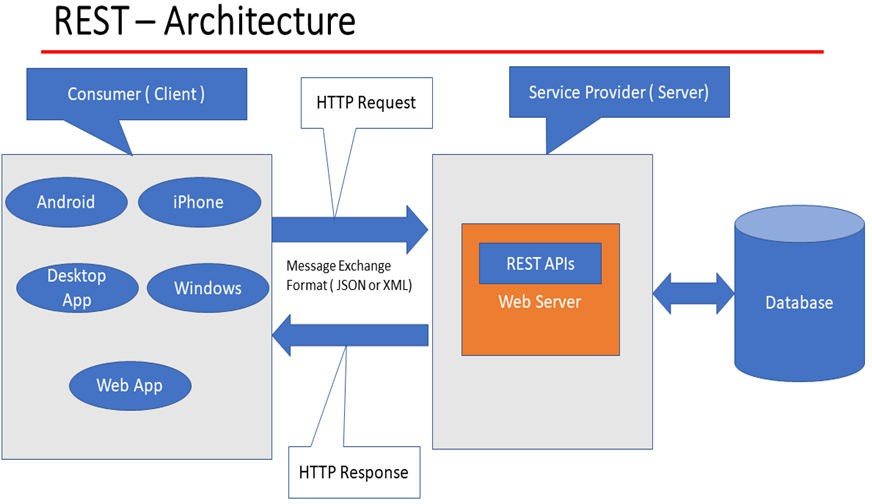 REST – Architecture
Consumer ( Client )
HTTP Request
Service Provider ( Server)
Android
iPhone
Desktop
App
Windows
Web App
Message Exchange
Format ( JSON or XML)
HTTP Response
REST APIs
Web Server
Database